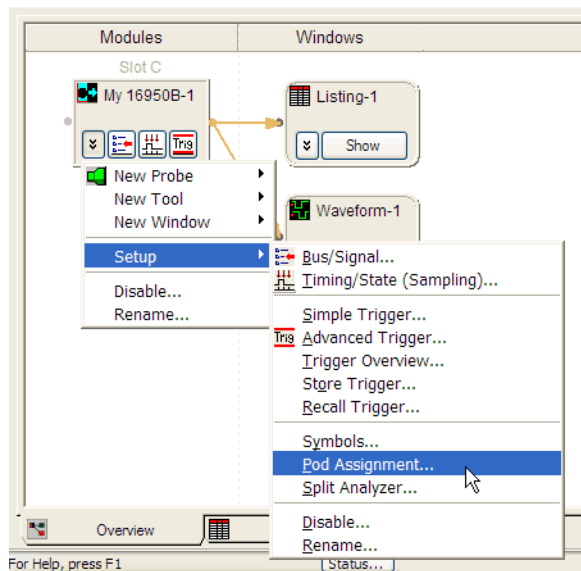 Modules Windows
Slot C
My 16950B-1
Listing-1
Trig
Show
New Probe
New Tool
New Window
Waveform-1
Setup
Disable...
Rename...
Bus/Signal...
Timing/State (Sampling)...
Simple Trigger...
Trig Advanced Trigger...
Trigger Overview...
Store Trigger...
Recall Trigger...
Symbols...
Pod Assignment...
Split Analyzer...
Disable...
Rename...
Overview
For Help, press F1
Status...